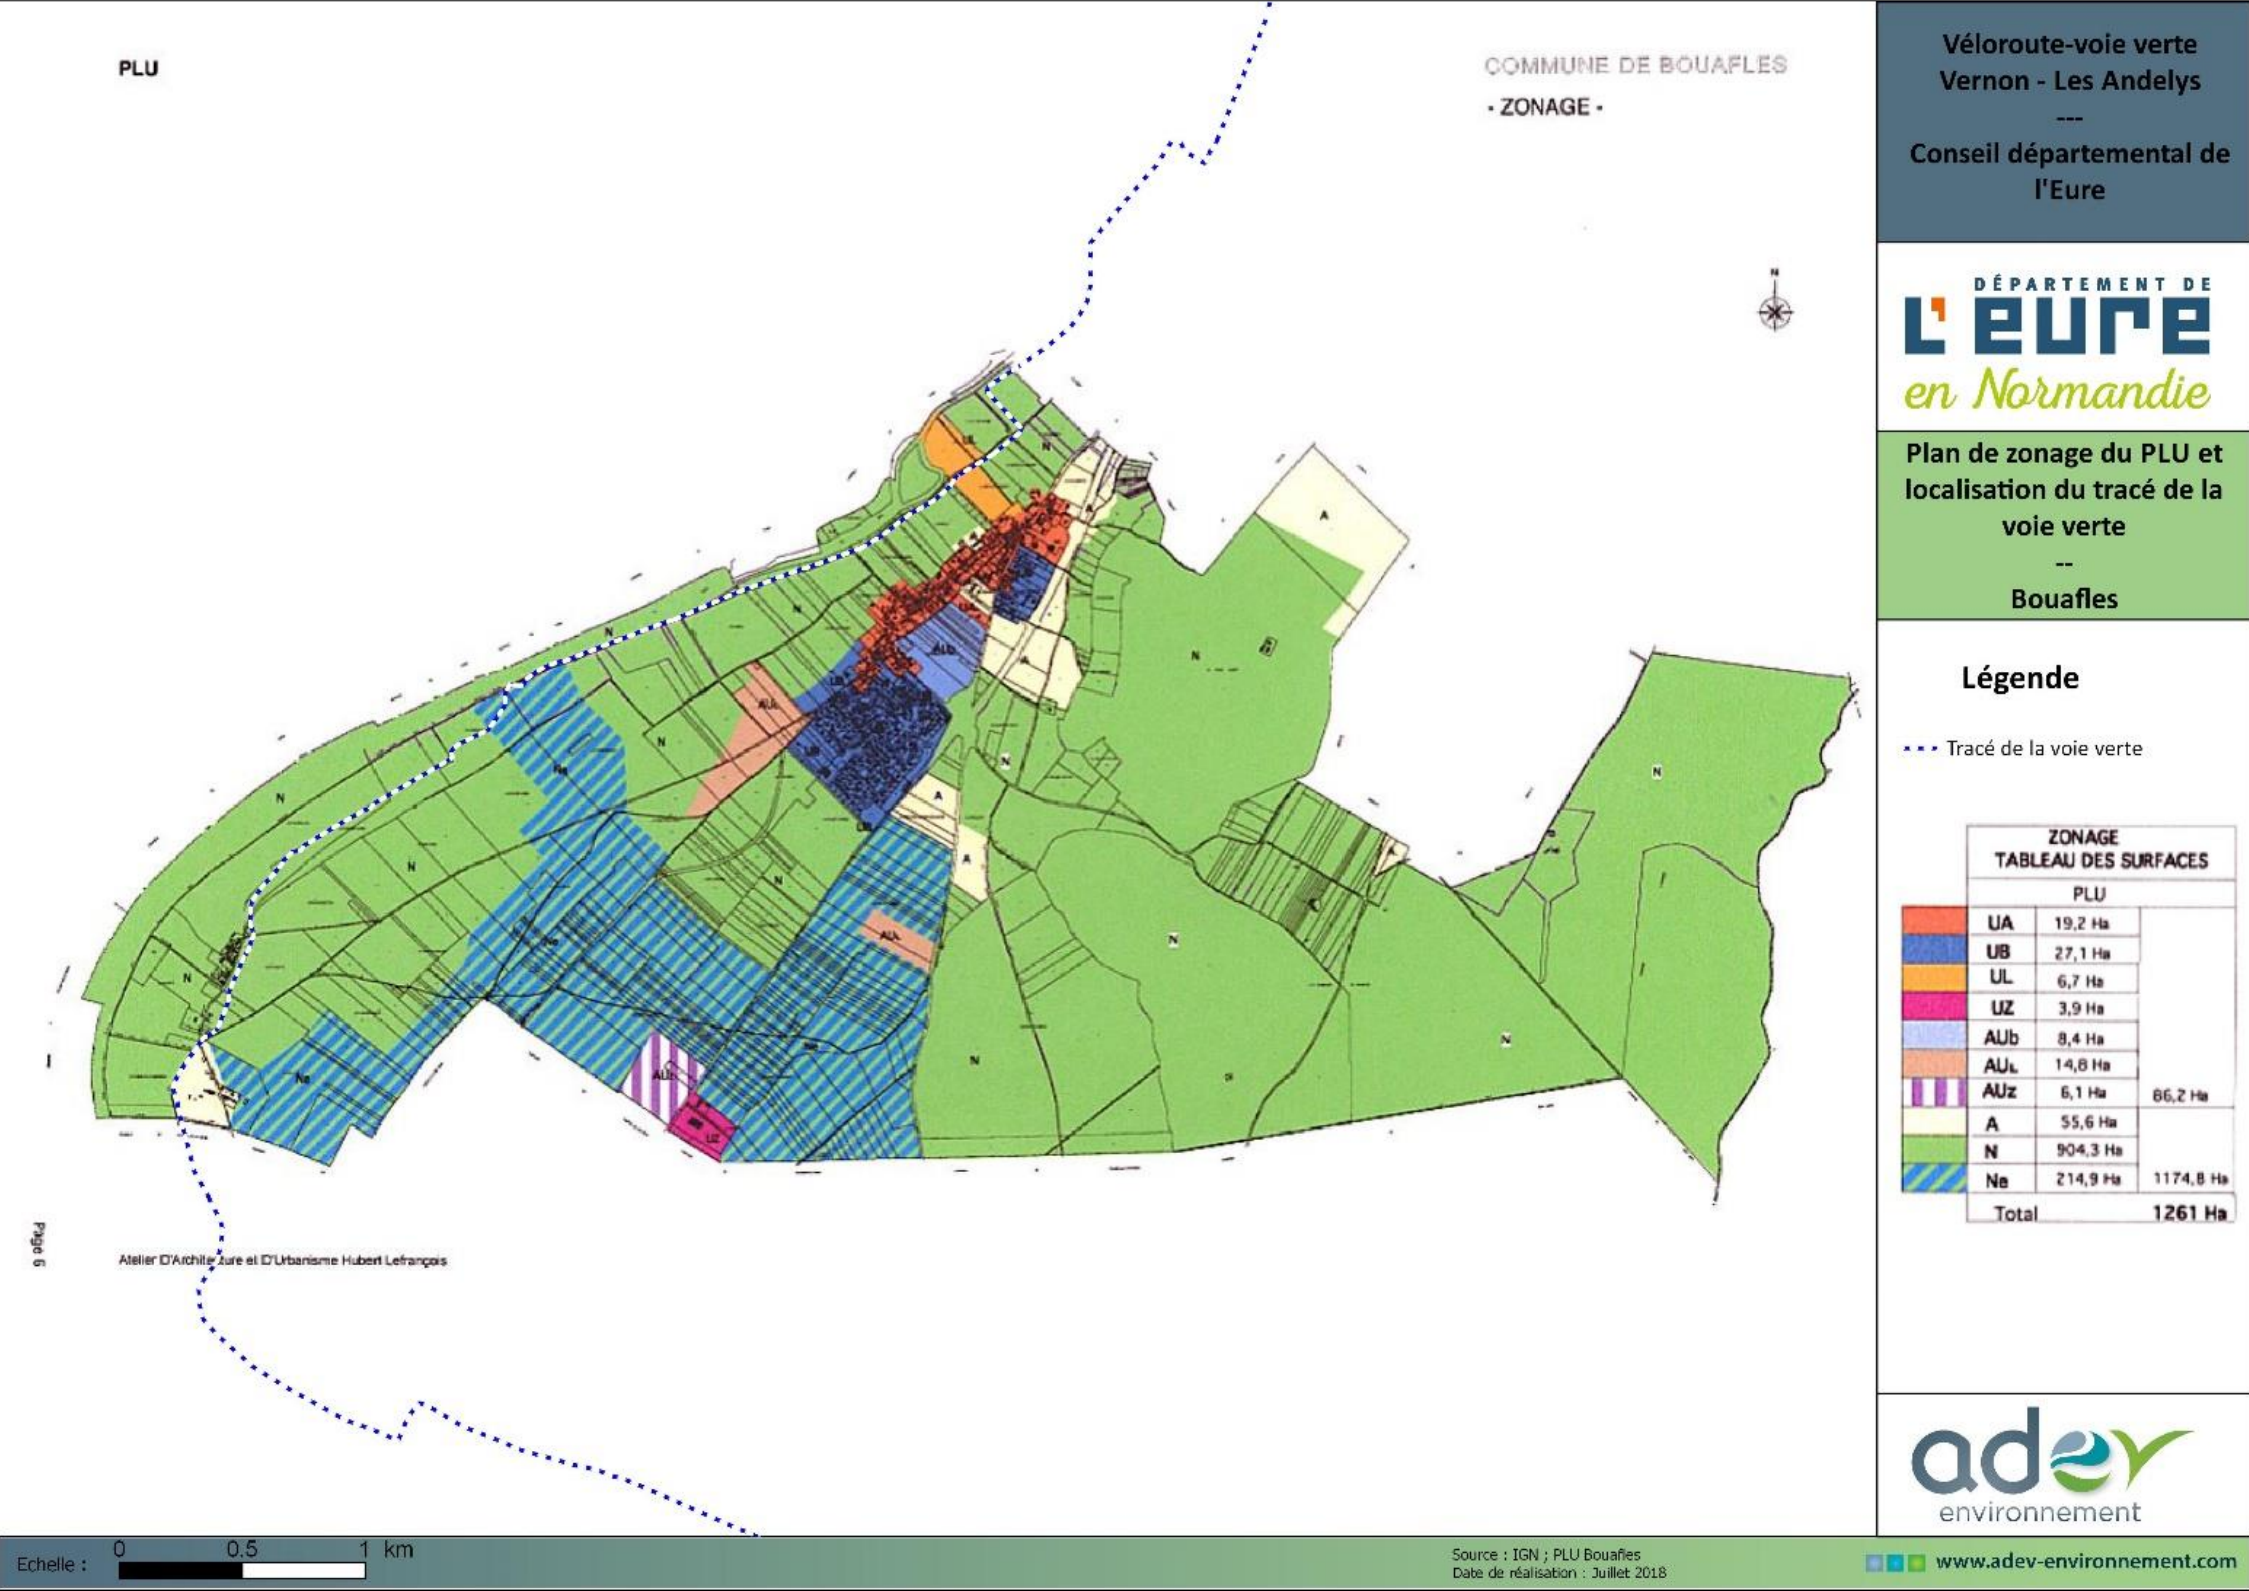 PLU
COMMUNE DE BOUAFLES
- ZONAGE -
N
UL
N
A
A
N
AUb
A
N
N
UB
AUL
N
N
Ne
UB
UB
N
A
A
N
N
N
N
Ne
AUL
N
N
N
N
Ne
Ne
AUz
UZ
Page 6
Atelier D'Architecture et D'Urbanisme Hubert Lefrançois
Véloroute-voie verte
Vernon - Les Andelys
---
Conseil départemental de
l'Eure
DÉPARTEMENT DE
L'eure
en Normandie
Plan de zonage du PLU et
localisation du tracé de la
voie verte
--
Bouafles
Légende
Tracé de la voie verte
ZONAGE
TABLEAU DES SURFACES
PLU
UA 19,2 Ha
UB 27,1 Ha
UL 6,7 Ha
UZ 3,9 Ha
AUb 8,4 Ha
AUL 14,8 Ha
AUz 6,1 Ha 86,2 Ha
A 55,6 Ha
N 904,3 Ha
Ne 214,9 Ha 1174,8 Ha
Total 1261 Ha
adev
environnement
Echelle : 0 0.5 1 km
Source : IGN ; PLU Bouafles
Date de réalisation : Juillet 2018
www.adev-environnement.com